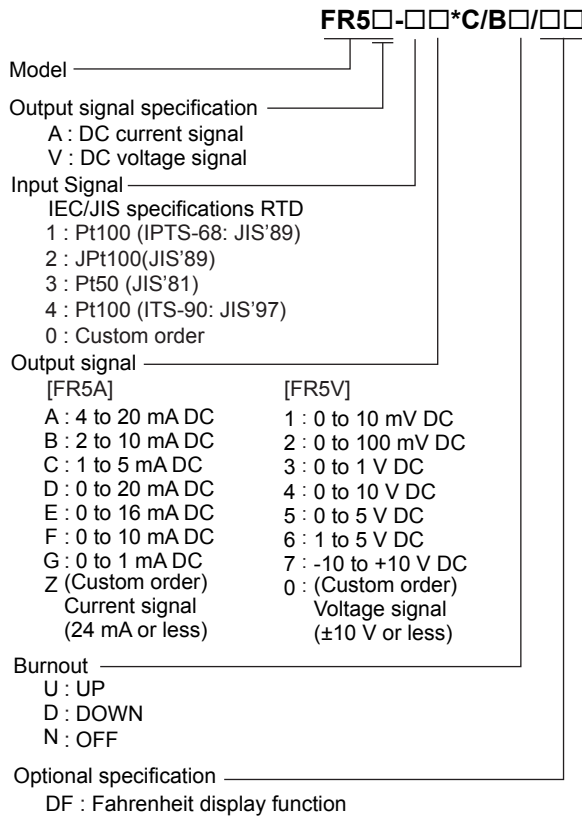 FR5□-□□*C/B□/□□
Model
Output signal specification
A : DC current signal
V : DC voltage signal
Input Signal
IEC/JIS specifications RTD
1 : Pt100 (IPTS-68: JIS’89)
2 : JPt100(JIS’89)
3 : Pt50 (JIS’81)
4 : Pt100 (ITS-90: JIS’97)
0 : Custom order
Output signal
[FR5A]
A : 4 to 20 mA DC
B : 2 to 10 mA DC
C : 1 to 5 mA DC
D : 0 to 20 mA DC
E : 0 to 16 mA DC
F : 0 to 10 mA DC
G : 0 to 1 mA DC
Z (Custom order)
Current signal
(24 mA or less)
[FR5V]
1 : 0 to 10 mV DC
2 : 0 to 100 mV DC
3 : 0 to 1 V DC
4 : 0 to 10 V DC
5 : 0 to 5 V DC
6 : 1 to 5 V DC
7 : -10 to +10 V DC
0 : (Custom order)
Voltage signal
(±10 V or less)
Burnout
U : UP
D : DOWN
N : OFF
Optional specification
DF : Fahrenheit display function